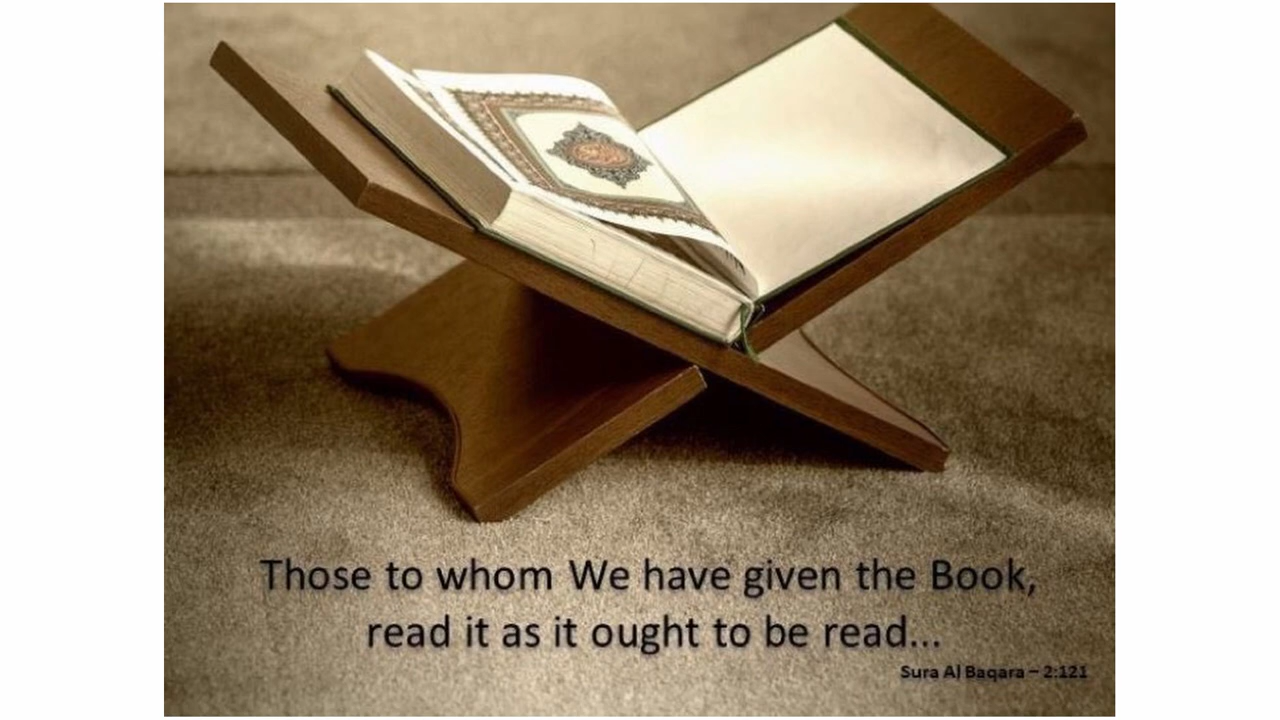 Those to whom We have given the Book,
read it as it ought to be read...
Sura Al Baqara – 2:121